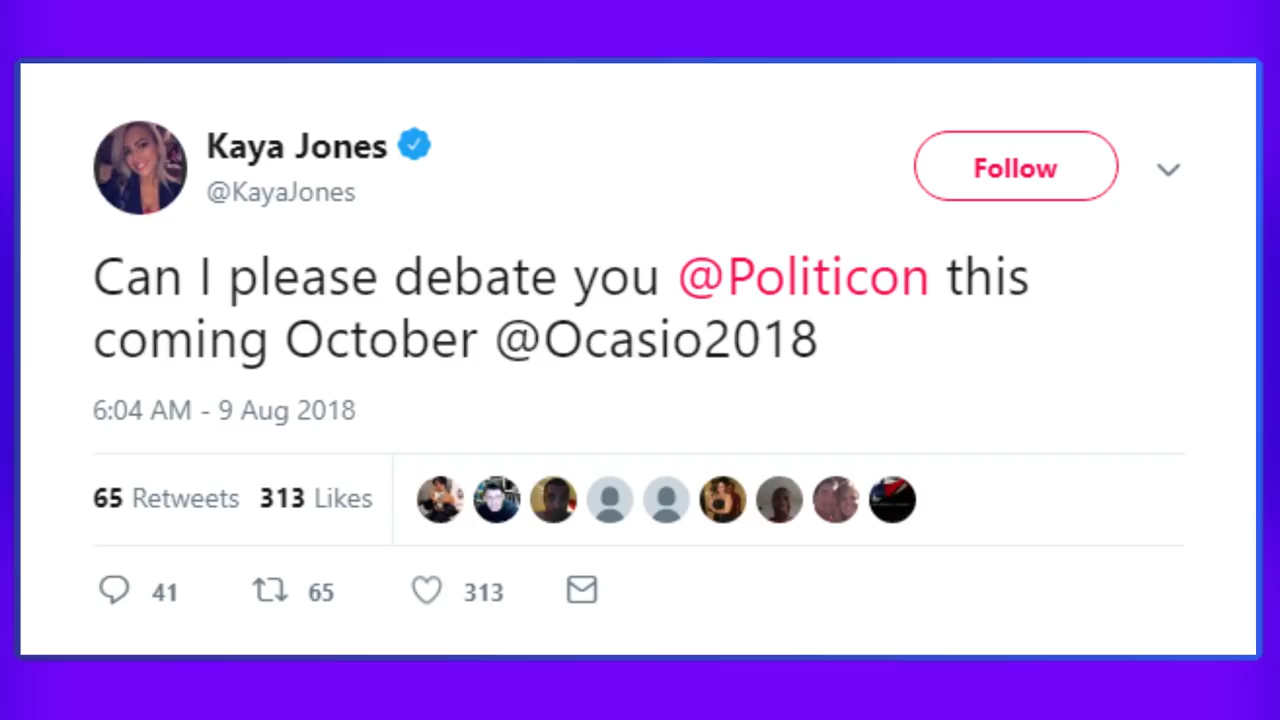 Kaya Jones
@KayaJones
Follow
Can I please debate you @Politicon this
coming October @Ocasio2018
6:04 AM - 9 Aug 2018
65 Retweets 313 Likes
41 65 313